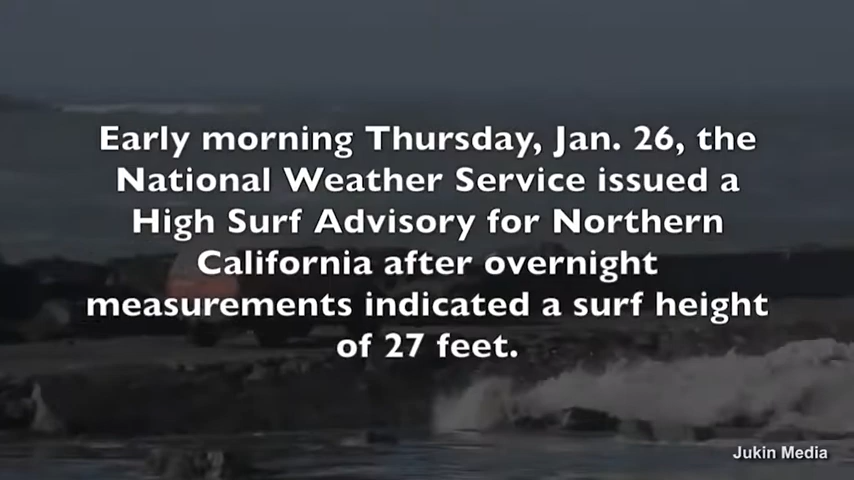 Early morning Thursday, Jan. 26, the
National Weather Service issued a
High Surf Advisory for Northern
California after overnight
measurements indicated a surf height
of 27 feet.
Jukin Media